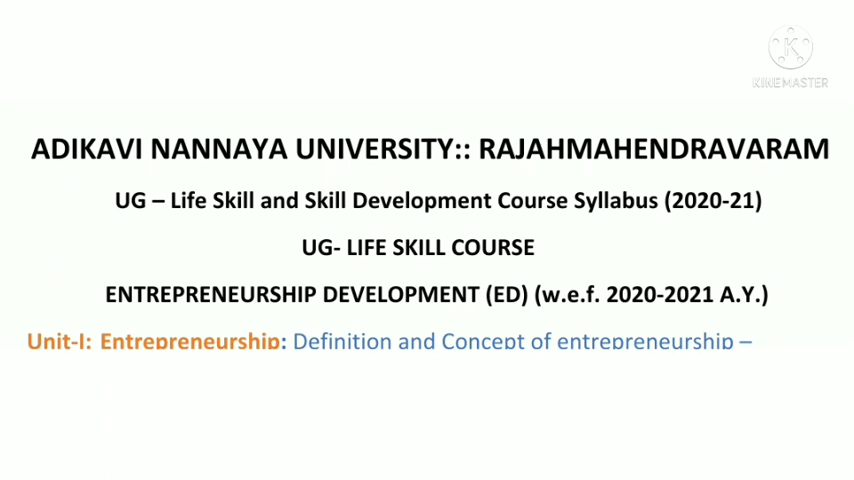 KINEMASTER
ADIKAVI NANNAYA UNIVERSITY:: RAJAHMAHENDRAVARAM
UG – Life Skill and Skill Development Course Syllabus (2020-21)
UG- LIFE SKILL COURSE
ENTREPRENEURSHIP DEVELOPMENT (ED) (w.e.f. 2020-2021 A.Y.)
Unit-I: Entrepreneurship: Definition and Concept of entrepreneurship –